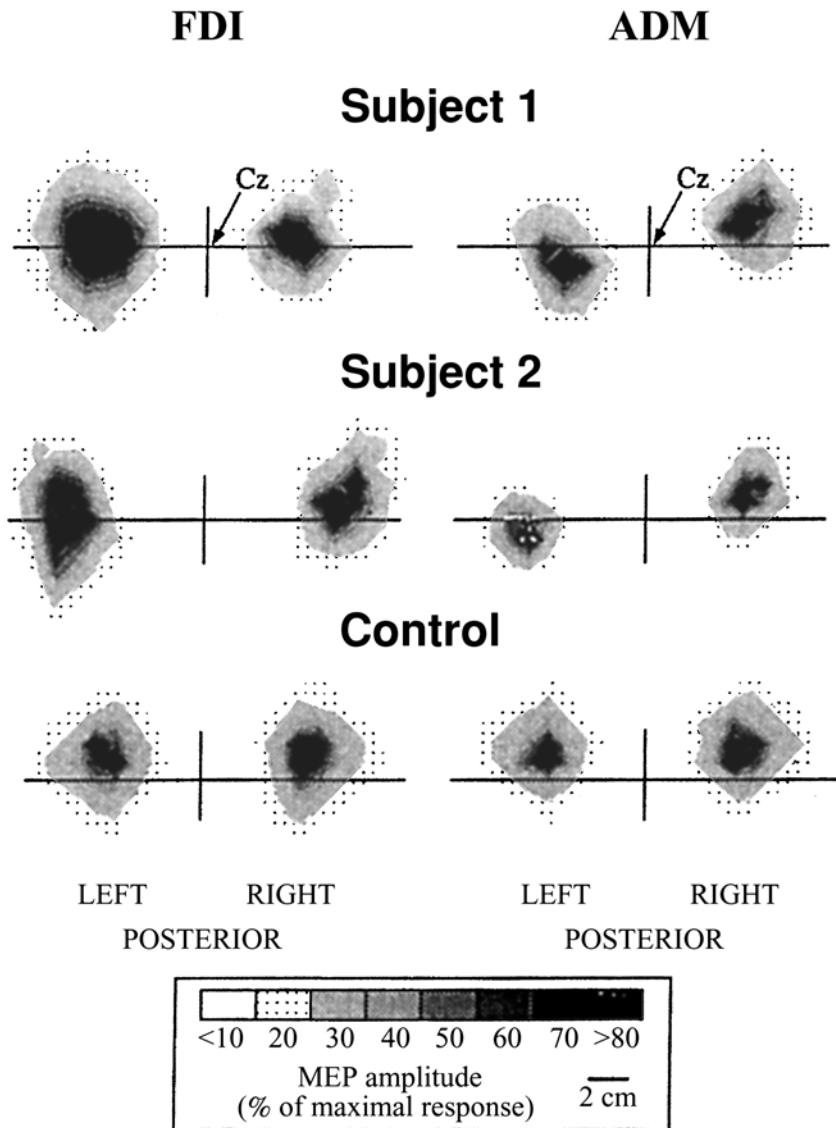 FDI ADM
Subject 1
Cz Cz
Subject 2
Control
LEFT RIGHT LEFT RIGHT
POSTERIOR POSTERIOR
<10 20 30 40 50 60 70 >80
MEP amplitude
(% of maximal response) 2 cm